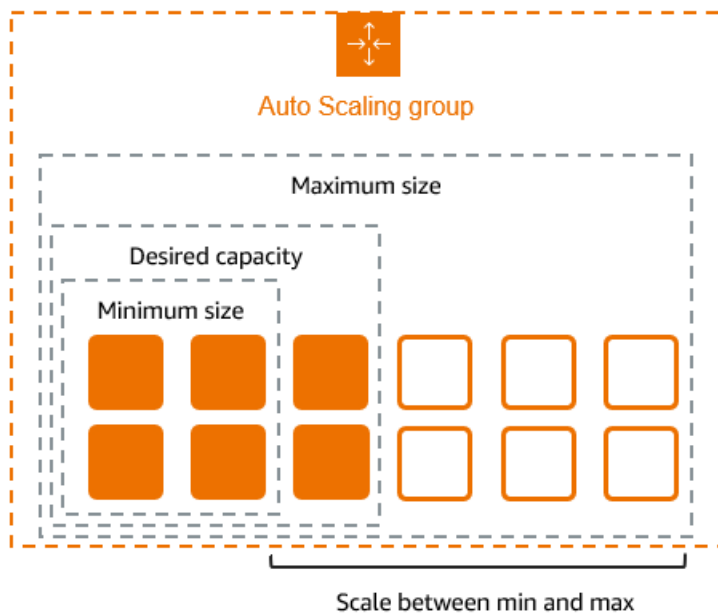 Auto Scaling group
Maximum size
Desired capacity
Minimum size
Scale between min and max